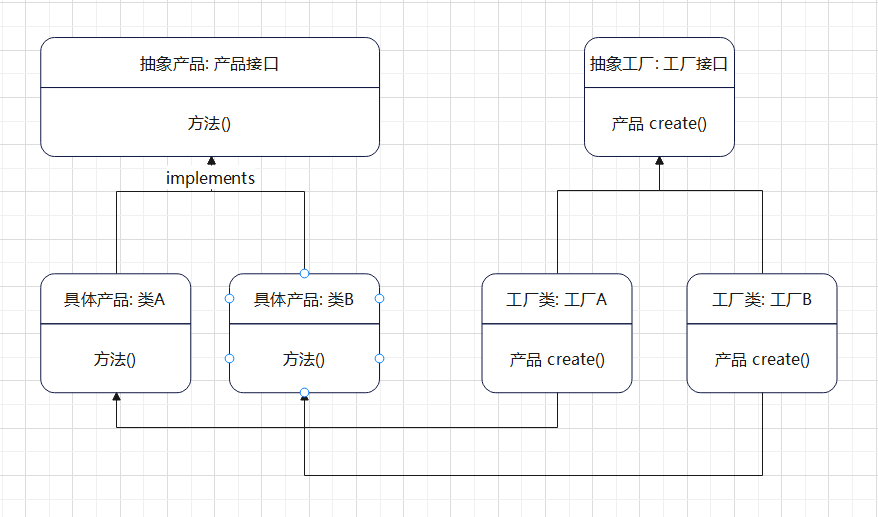 抽象产品: 产品接口
方法()
抽象工厂: 工厂接口
产品 create()
implements
具体产品: 类A
方法()
具体产品: 类B
方法()
工厂类: 工厂A
产品 create()
工厂类: 工厂B
产品 create()